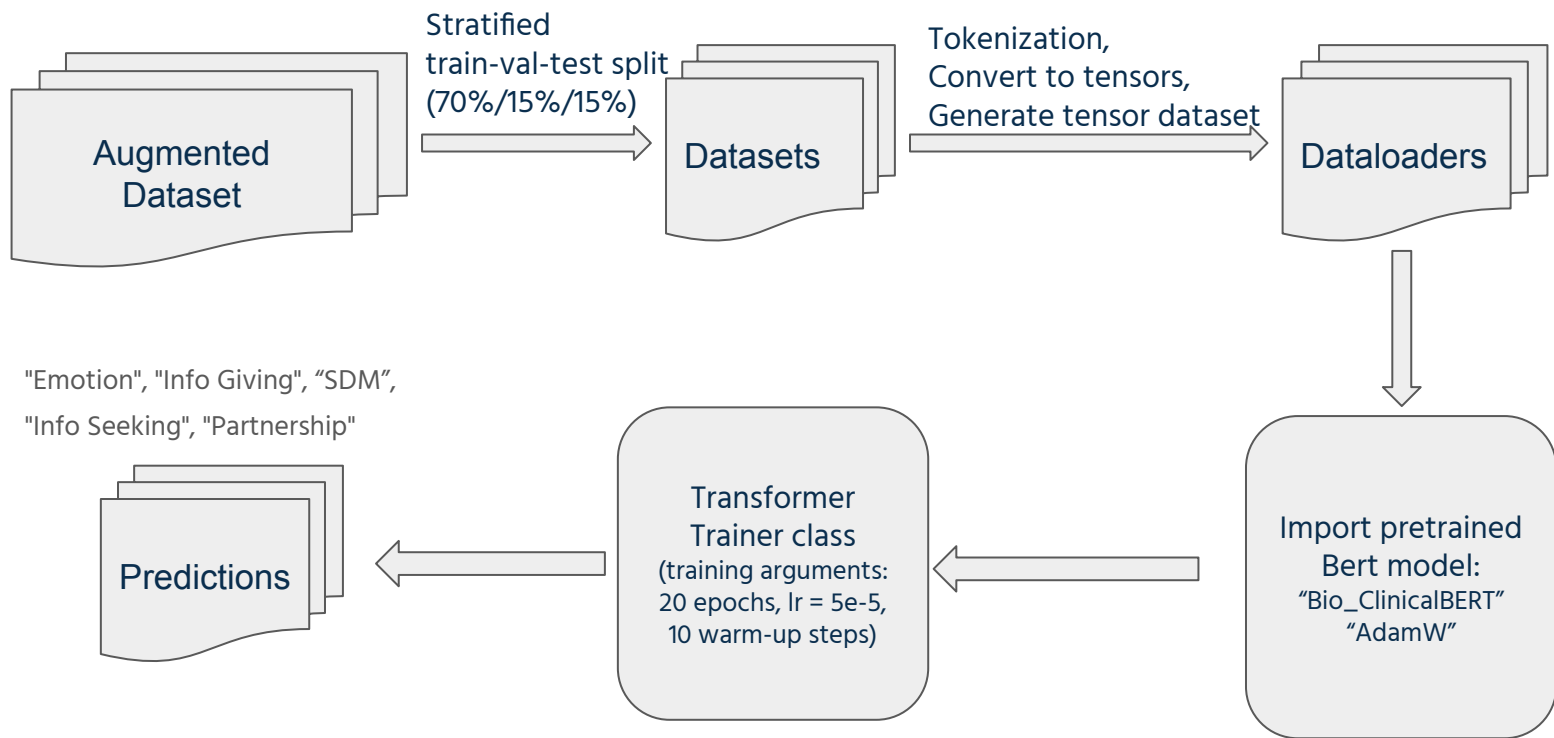 Stratified
train-val-test split
(70%/15%/15%)
Tokenization,
Convert to tensors,
Generate tensor dataset
Augmented
Dataset
Datasets
Dataloaders
"Emotion", "Info Giving", “SDM”,
"Info Seeking", "Partnership"
Predictions
Transformer
Trainer class
(training arguments:
20 epochs, lr = 5e-5,
10 warm-up steps)
Import pretrained
Bert model:
“Bio_ClinicalBERT”
“AdamW”